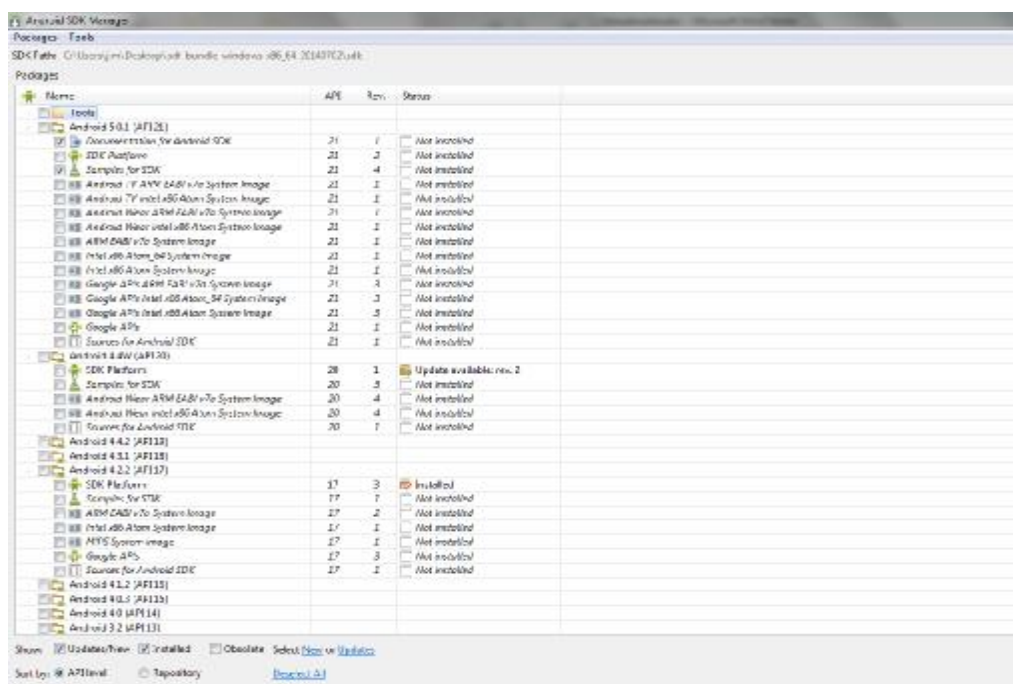 Android SDK Manager
Packages Tools
SDK Path:
Packages
Name API Rev. Status
Tools
Android 5.0.1 (API 21)
Documentation for Android SDK 21 1 Not installed
SDK Platform 21 2 Not installed
Samples for SDK 21 4 Not installed
Android TV ARM EABI v7a System Image 21 1 Not installed
Android TV Intel x86 Atom System Image 21 1 Not installed
Android Wear ARM EABI v7a System Image 21 1 Not installed
Android Wear Intel x86 Atom System Image 21 1 Not installed
ARM EABI v7a System Image 21 1 Not installed
Intel x86 Atom_64 System Image 21 1 Not installed
Intel x86 Atom System Image 21 1 Not installed
Google APIs ARM EABI v7a System Image 21 3 Not installed
Google APIs Intel x86 Atom_64 System Image 21 3 Not installed
Google APIs Intel x86 Atom System Image 21 3 Not installed
Google APIs 21 1 Not installed
Sources for Android SDK 21 1 Not installed
Android 4.4W (API 20)
SDK Platform 20 1 Update available: rev. 2
Samples for SDK 20 3 Not installed
Android Wear ARM EABI v7a System Image 20 4 Not installed
Android Wear Intel x86 Atom System Image 20 4 Not installed
Sources for Android SDK 20 1 Not installed
Android 4.4.2 (API 19)
Android 4.3.1 (API 18)
Android 4.2.2 (API 17)
SDK Platform 17 3 Installed
Samples for SDK 17 1 Not installed
ARM EABI v7a System Image 17 2 Not installed
Intel x86 Atom System Image 17 1 Not installed
MIPS System Image 17 1 Not installed
Google APIs 17 3 Not installed
Sources for Android SDK 17 1 Not installed
Android 4.1.2 (API 16)
Android 4.0.3 (API 15)
Android 4.0 (API 14)
Android 3.2 (API 13)
Show: Updates/New Installed Obsolete Select New or Updates
Sort by: API level Repository Deselect All